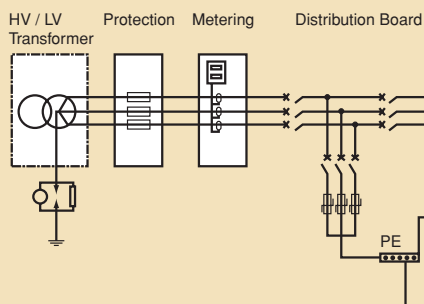 HV / LV
Transformer
Protection
Metering
Distribution Board
PE